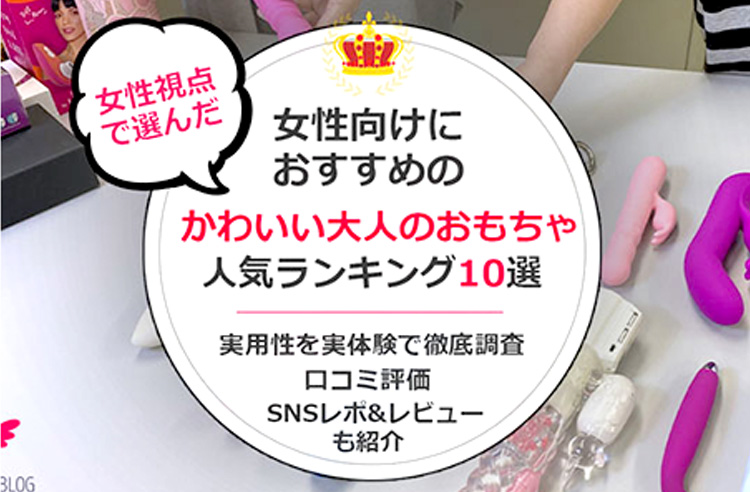 女性視点
で選んだ
女性向けに
おすすめの
かわいい大人のおもちゃ
人気ランキング10選
実用性を実体験で徹底調査
口コミ評価
SNSレポ&レビュー
も紹介
BLOG